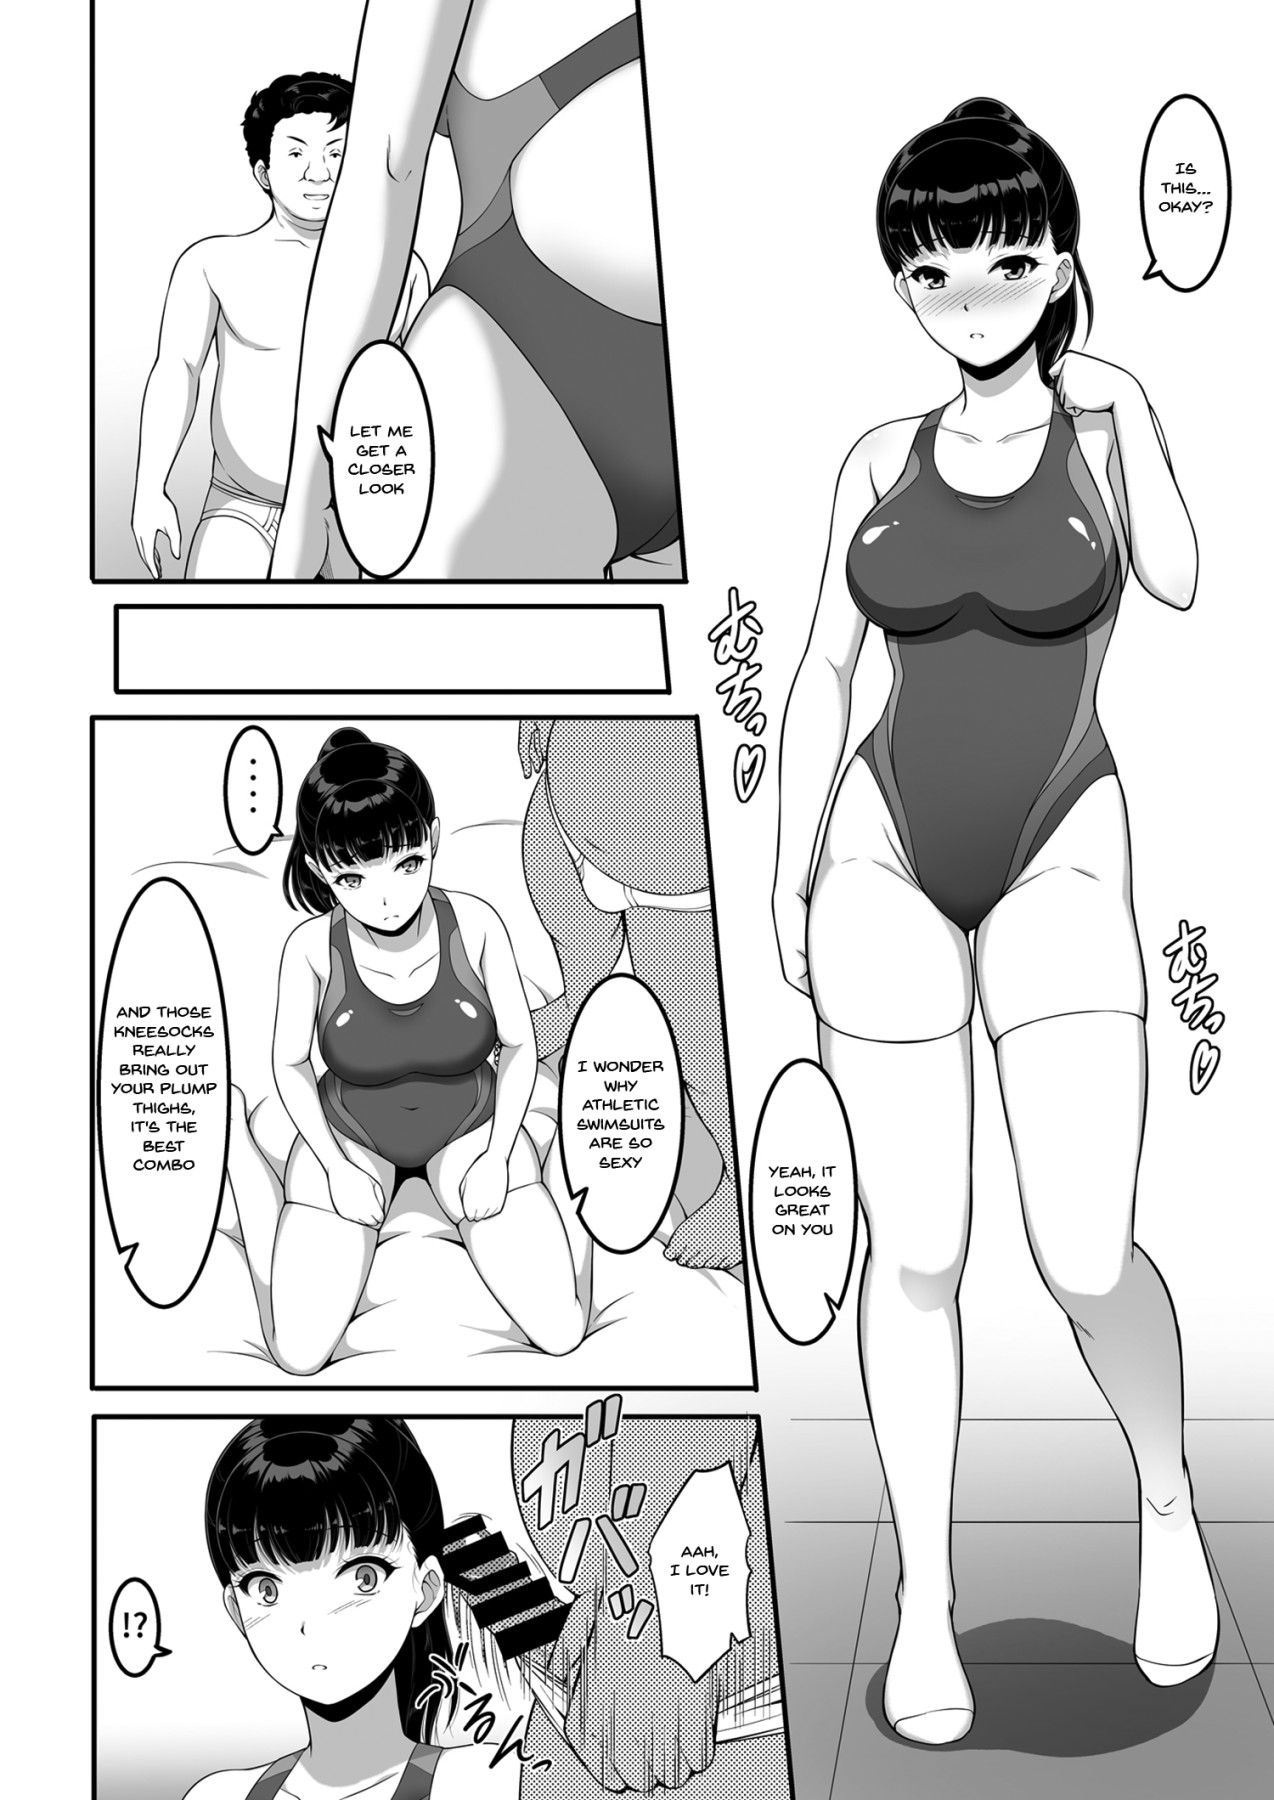 IS
THIS...
OKAY?
むちっ♡
むちっ♡
YEAH, IT
LOOKS
GREAT
ON YOU
LET ME
GET A
CLOSER
LOOK
....
I WONDER
WHY
ATHLETIC
SWIMSUITS
ARE SO
SEXY
AND THOSE
KNEESOCKS
REALLY
BRING OUT
YOUR PLUMP
THIGHS,
IT'S THE
BEST
COMBO
ガバッ
AAH,
I LOVE
IT!
ぶるんっ
!?